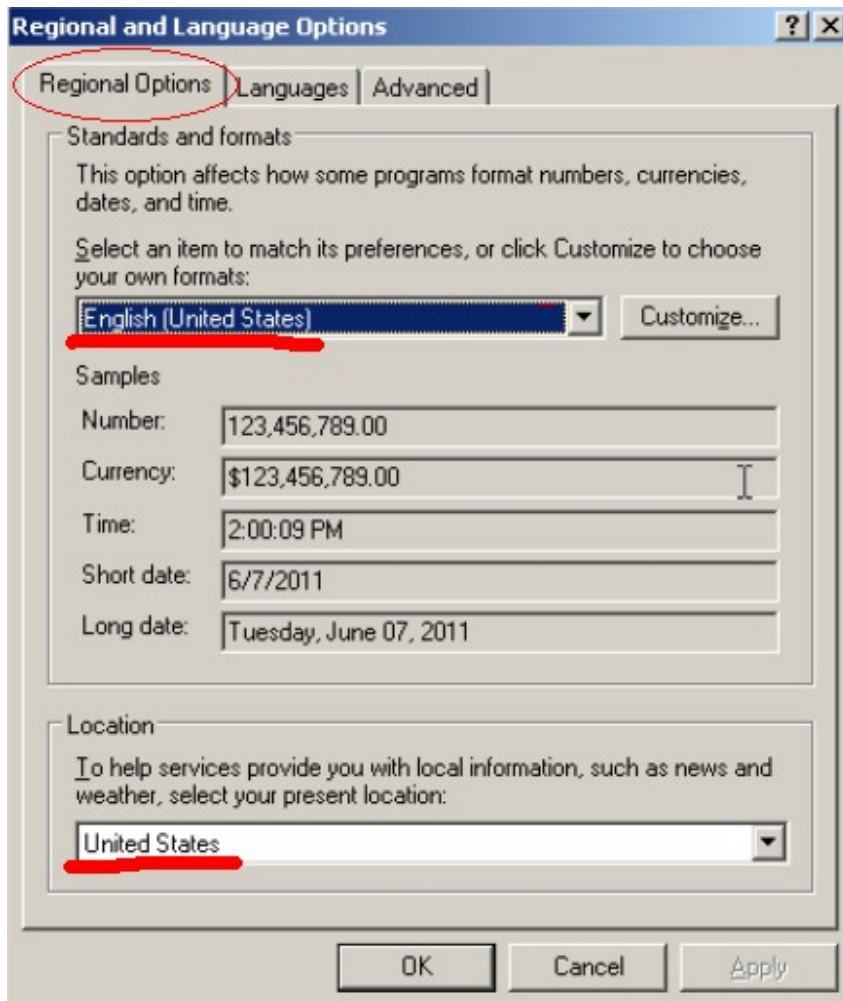 Regional and Language Options
Regional Options Languages Advanced
Standards and formats
This option affects how some programs format numbers, currencies,
dates, and time.
Select an item to match its preferences, or click Customize to choose
your own formats:
English (United States) Customize...
Samples
Number: 123,456,789.00
Currency: $123,456,789.00
Time: 2:00:09 PM
Short date: 6/7/2011
Long date: Tuesday, June 07, 2011
Location
To help services provide you with local information, such as news and
weather, select your present location:
United States
OK Cancel Apply